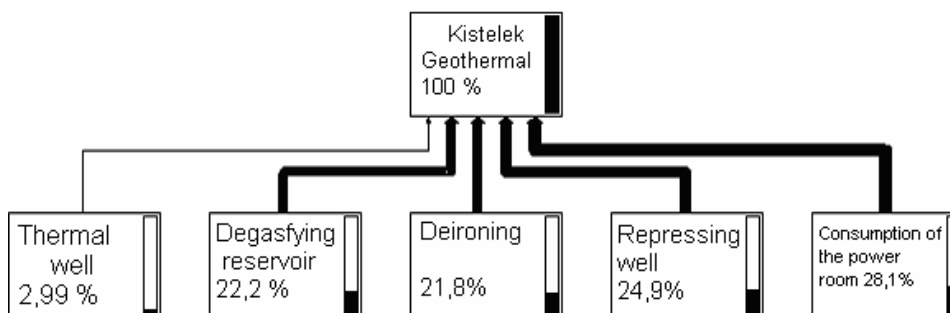 Kistelek
Geothermal
100 %
Thermal
well
2,99 %
Degasfying
reservoir
22,2 %
Deironing
21,8%
Repressing
well
24,9%
Consumption of
the power
room 28,1%